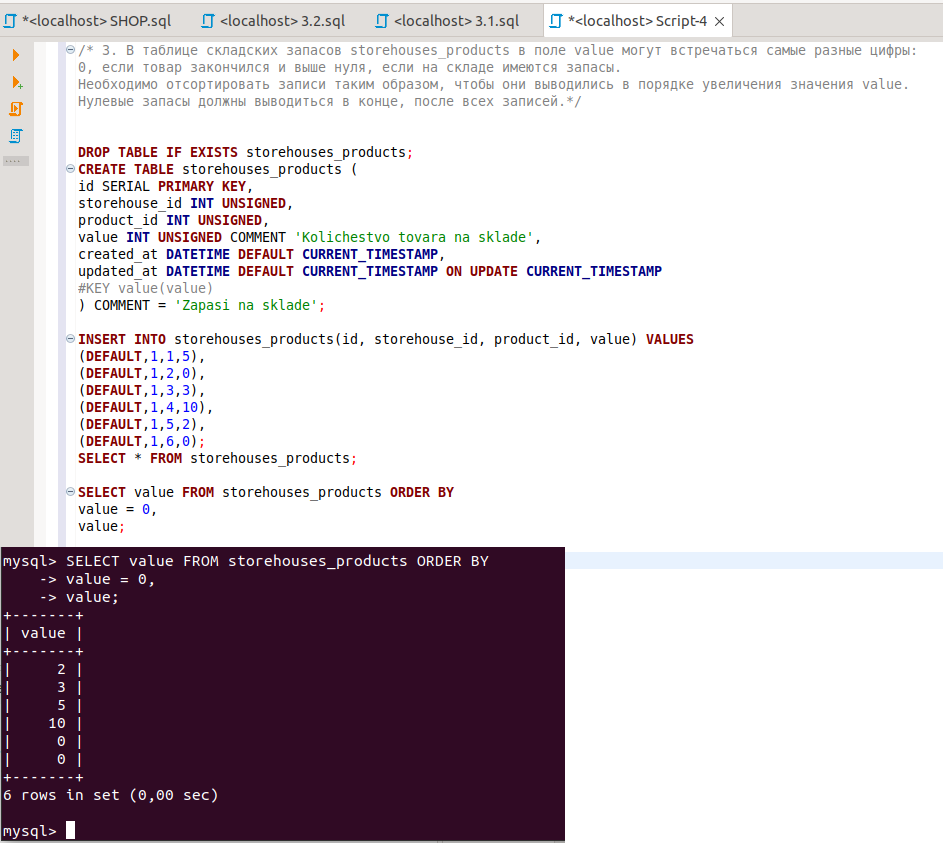 *<localhost> SHOP.sql <localhost> 3.2.sql <localhost> 3.1.sql *<localhost> Script-4
/* 3. В таблице складских запасов storehouses_products в поле value могут встречаться самые разные цифры:
0, если товар закончился и выше нуля, если на складе имеются запасы.
Необходимо отсортировать записи таким образом, чтобы они выводились в порядке увеличения значения value.
Нулевые запасы должны выводиться в конце, после всех записей.*/
DROP TABLE IF EXISTS storehouses_products;
CREATE TABLE storehouses_products (
id SERIAL PRIMARY KEY,
storehouse_id INT UNSIGNED,
product_id INT UNSIGNED,
value INT UNSIGNED COMMENT 'Kolichestvo tovara na sklade',
created_at DATETIME DEFAULT CURRENT_TIMESTAMP,
updated_at DATETIME DEFAULT CURRENT_TIMESTAMP ON UPDATE CURRENT_TIMESTAMP
#KEY value(value)
) COMMENT = 'Zapasi na sklade';
INSERT INTO storehouses_products(id, storehouse_id, product_id, value) VALUES
(DEFAULT,1,1,5),
(DEFAULT,1,2,0),
(DEFAULT,1,3,3),
(DEFAULT,1,4,10),
(DEFAULT,1,5,2),
(DEFAULT,1,6,0);
SELECT * FROM storehouses_products;
SELECT value FROM storehouses_products ORDER BY
value = 0,
value;
mysql> SELECT value FROM storehouses_products ORDER BY
    -> value = 0,
    -> value;
+-------+
| value |
+-------+
|     2 |
|     3 |
|     5 |
|    10 |
|     0 |
|     0 |
+-------+
6 rows in set (0,00 sec)
mysql>